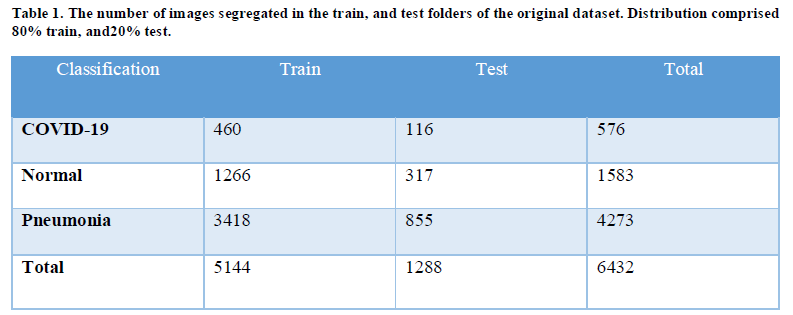 Table 1. The number of images segregated in the train, and test folders of the original dataset. Distribution comprised
80% train, and20% test.
Classification Train Test Total
COVID-19 460 116 576
Normal 1266 317 1583
Pneumonia 3418 855 4273
Total 5144 1288 6432